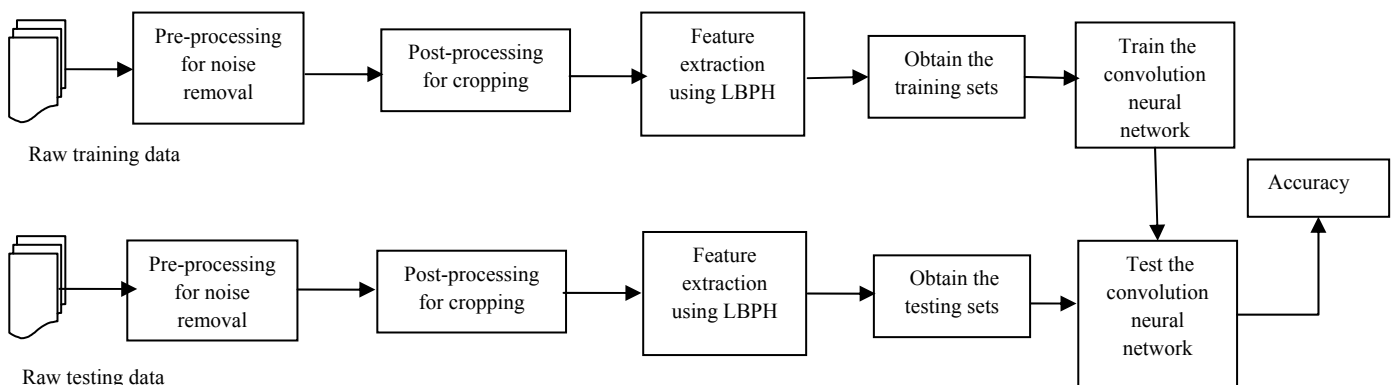 Pre-processing
for noise
removal
Post-processing
for cropping
Feature
extraction
using LBPH
Obtain the
training sets
Train the
convolution
neural
network
Raw training data
Accuracy
Pre-processing
for noise
removal
Post-processing
for cropping
Feature
extraction
using LBPH
Obtain the
testing sets
Test the
convolution
neural
network
Raw testing data